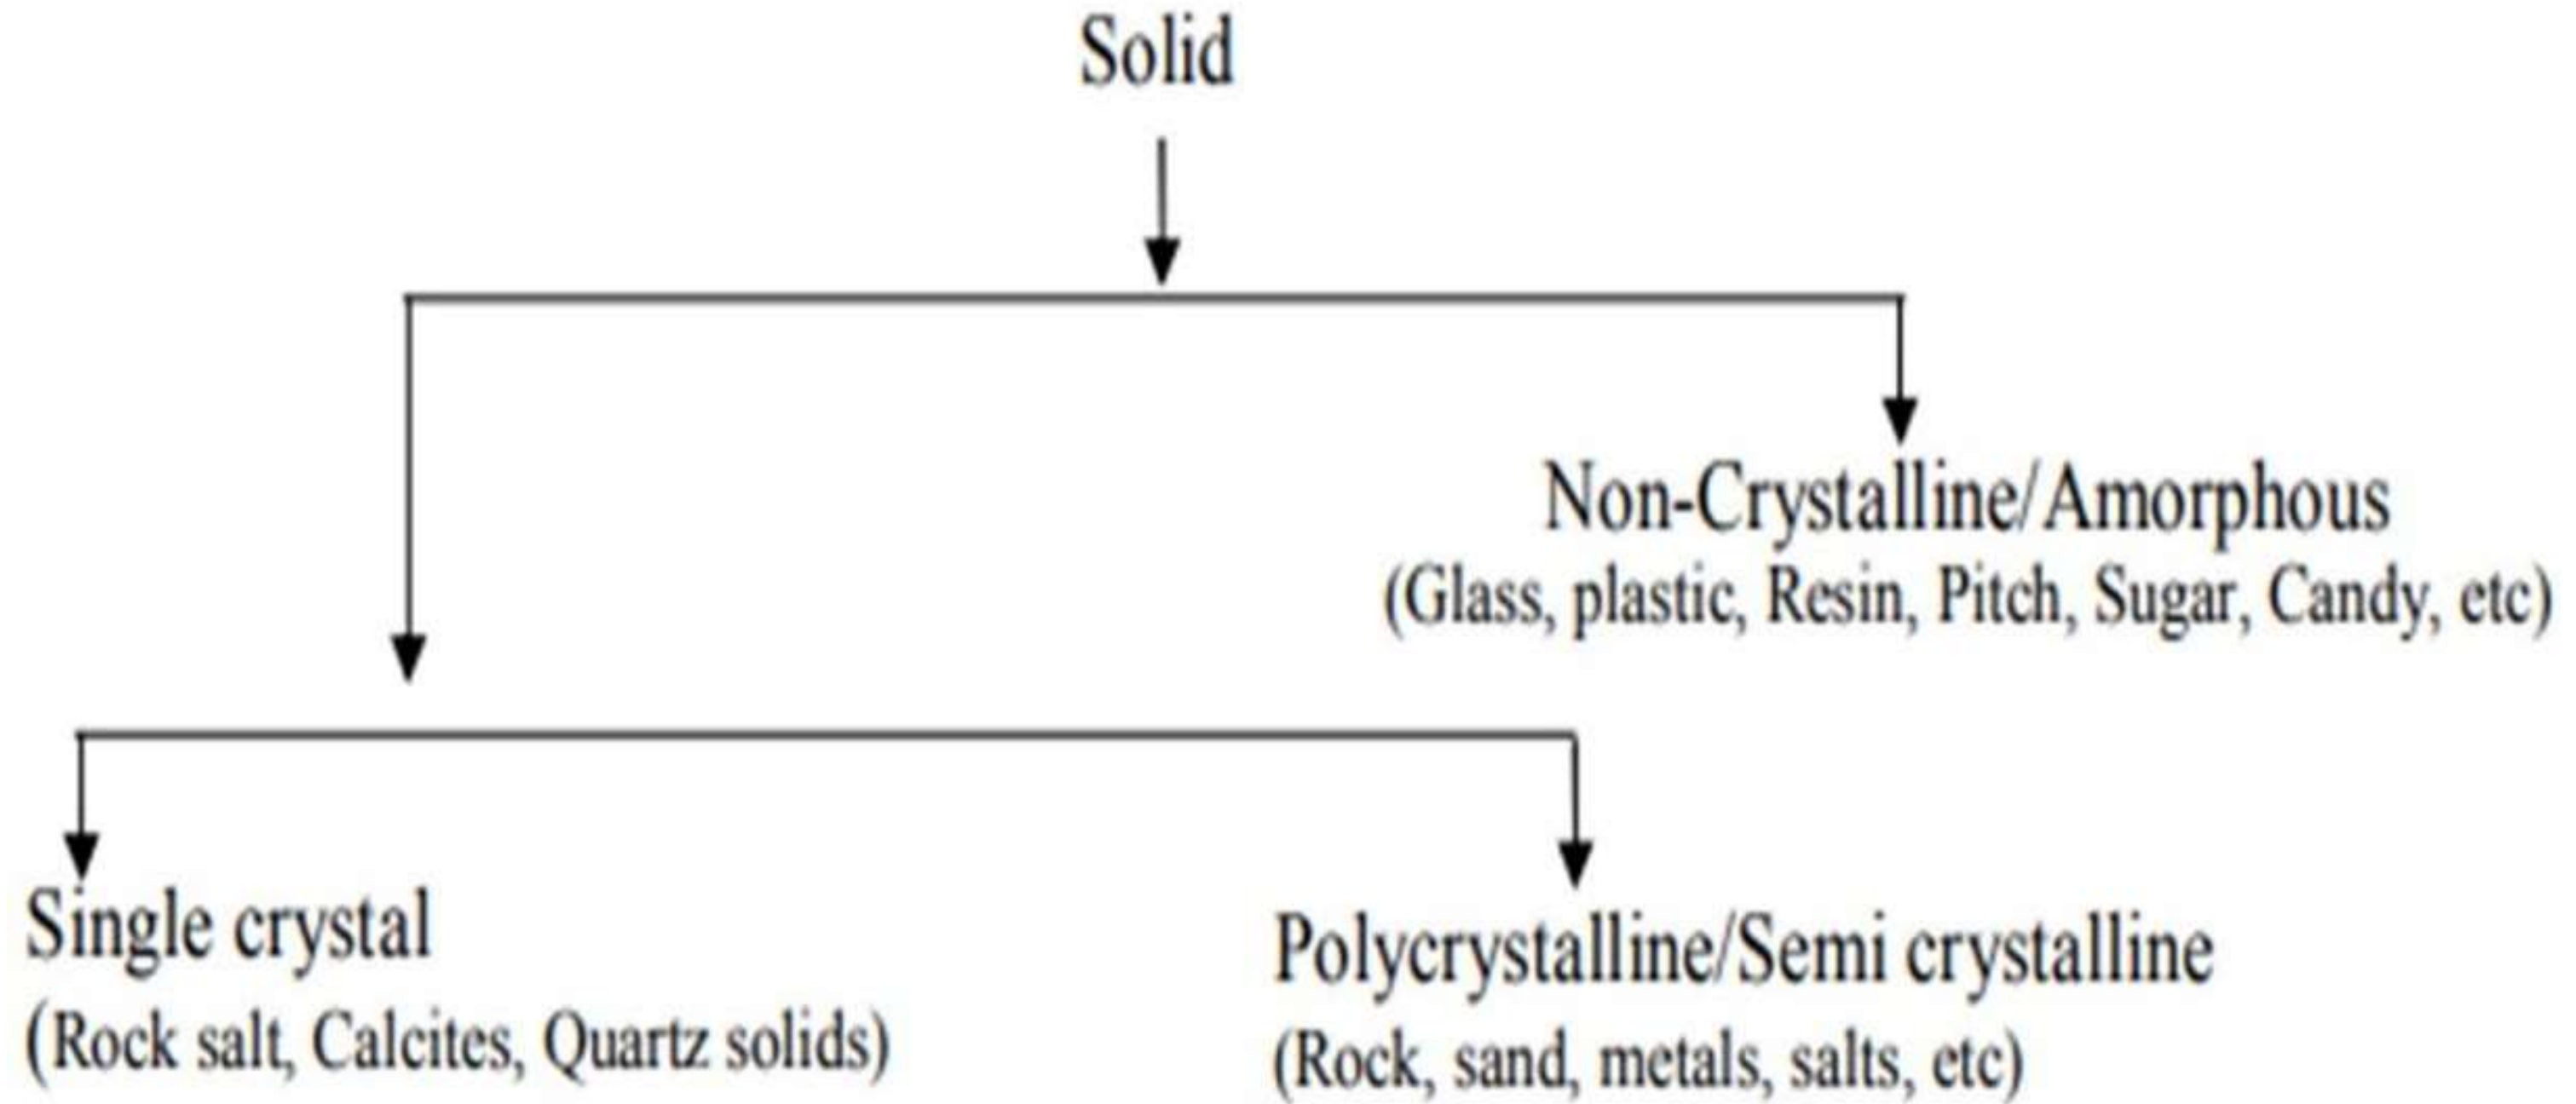 Solid
Non-Crystalline/Amorphous
(Glass, plastic, Resin, Pitch, Sugar, Candy, etc)
Single crystal
(Rock salt, Calcites, Quartz solids)
Polycrystalline/Semi crystalline
(Rock, sand, metals, salts, etc)